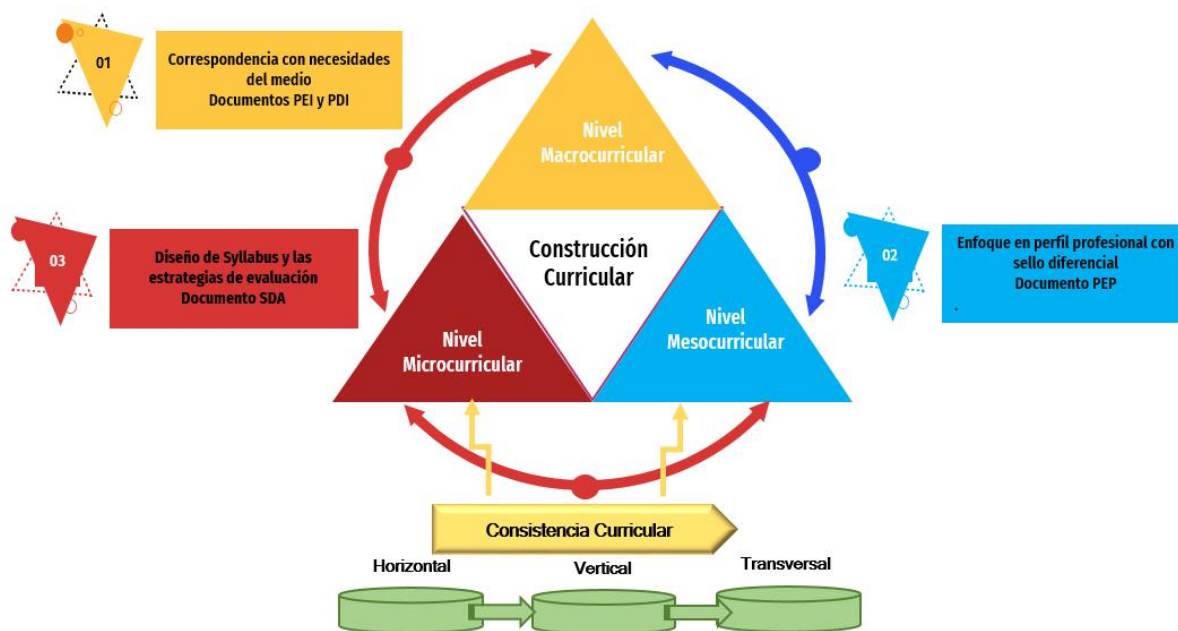 01
Correspondencia con necesidades
del medio
Documentos PEI y PDI
Nivel
Macrocurricular
03
Diseño de Syllabus y las
estrategias de evaluación
Documento SDA
Construcción
Curricular
02
Enfoque en perfil profesional con
sello diferencial
Documento PEP
.
Nivel
Microcurricular
Nivel
Mesocurricular
Consistencia Curricular
Horizontal
Vertical
Transversal